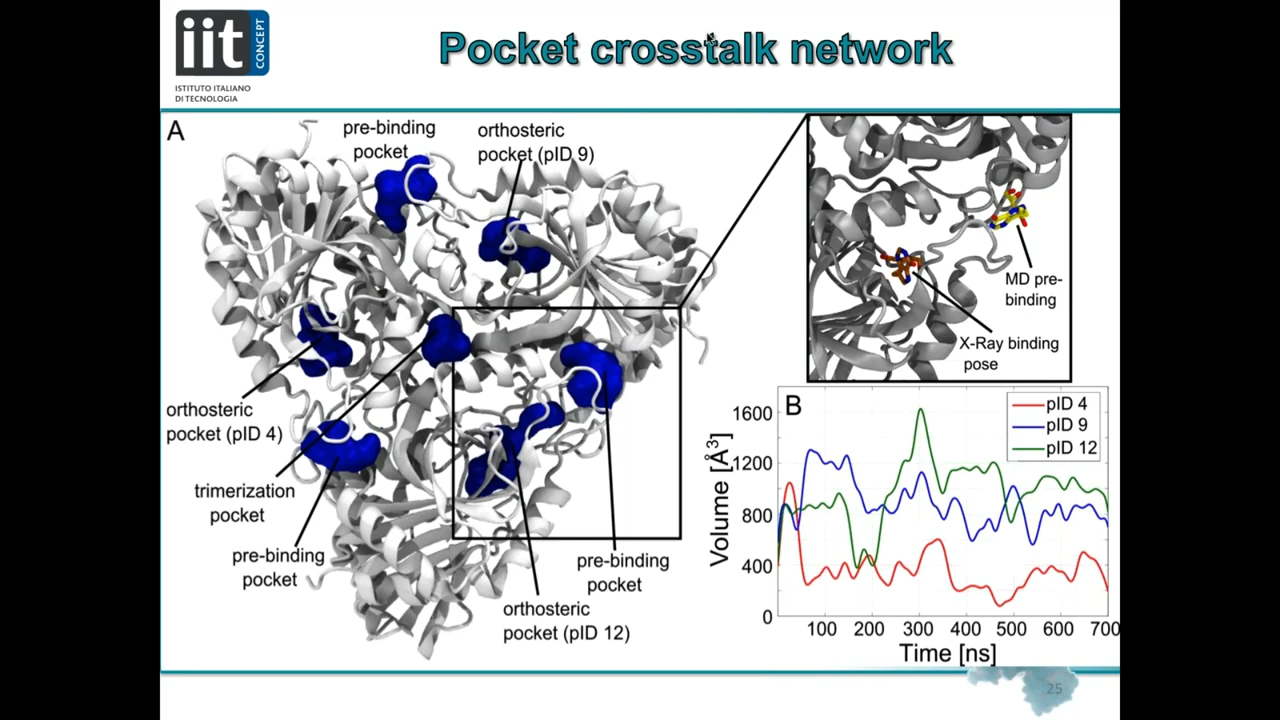 iit
CONCEPT
ISTITUTO ITALIANO
DI TECNOLOGIA
Pocket crosstalk network
A
pre-binding
pocket
orthosteric
pocket (pID 9)
orthosteric
pocket (pID 4)
trimerization
pocket
pre-binding
pocket
orthosteric
pocket (pID 12)
pre-binding
pocket
MD pre-
binding
X-Ray binding
pose
B
pID 4
pID 9
pID 12
Volume [Å³]
1600
1200
800
400
0
100 200 300 400 500 600 700
Time [ns]
25